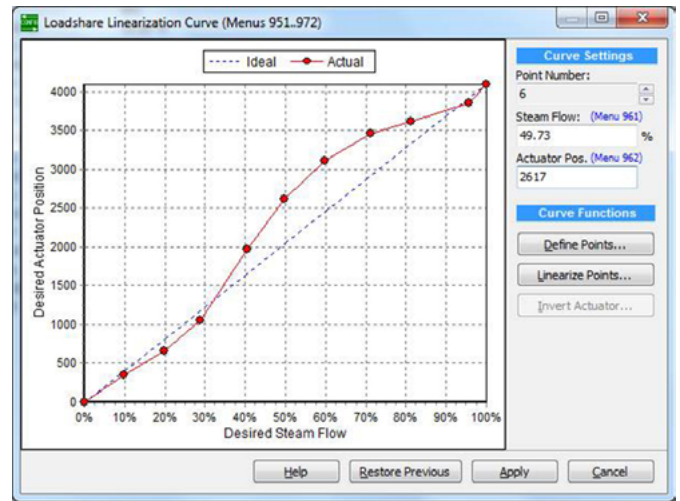 Loadshare Linearization Curve (Menus 951..972)
Ideal Actual
4000
3500
3000
2500
2000
1500
1000
500
0
Desired Actuator Position
0% 10% 20% 30% 40% 50% 60% 70% 80% 90% 100%
Desired Steam Flow
Curve Settings
Point Number:
6
Steam Flow: (Menu 961)
49.73 %
Actuator Pos. (Menu 962)
2617
Curve Functions
Define Points...
Linearize Points...
Invert Actuator...
Help Restore Previous Apply Cancel